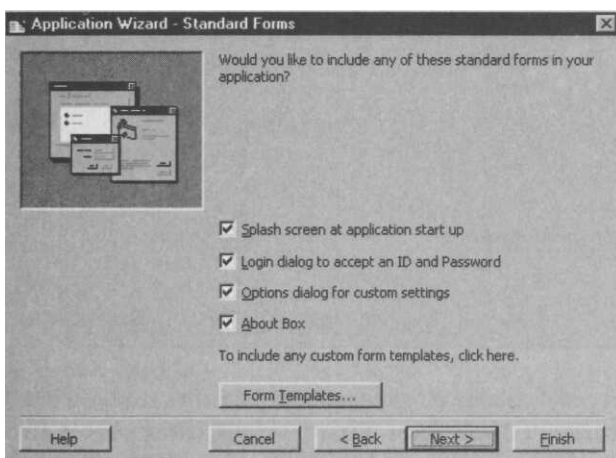 Application Wizard - Standard Forms
Would you like to include any of these standard forms in your
application?
Splash screen at application start up
Login dialog to accept an ID and Password
Options dialog for custom settings
About Box
To include any custom form templates, click here.
Form Templates...
Help
Cancel
< Back
Next >
Finish